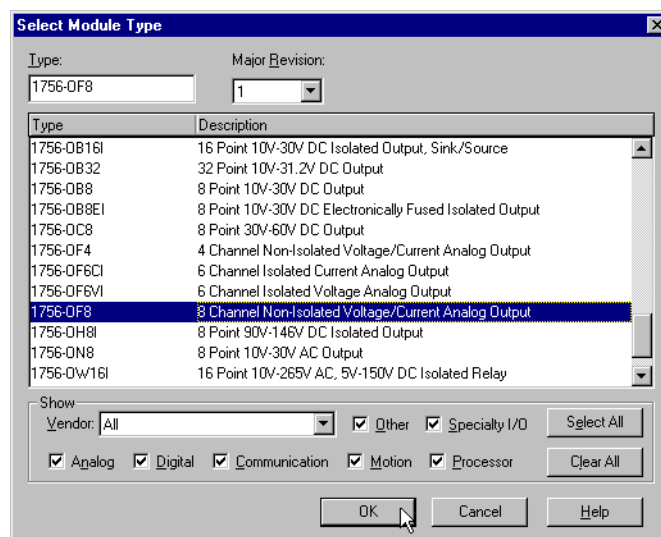 Select Module Type
Type:
Major Revision:
1756-OF8
1
Type Description
1756-OB16I 16 Point 10V-30V DC Isolated Output, Sink/Source
1756-OB32 32 Point 10V-31.2V DC Output
1756-OB8 8 Point 10V-30V DC Output
1756-OB8EI 8 Point 10V-30V DC Electronically Fused Isolated Output
1756-OC8 8 Point 30V-60V DC Output
1756-OF4 4 Channel Non-Isolated Voltage/Current Analog Output
1756-OF6CI 6 Channel Isolated Current Analog Output
1756-OF6VI 6 Channel Isolated Voltage Analog Output
1756-OF8 8 Channel Non-Isolated Voltage/Current Analog Output
1756-OH8I 8 Point 90V-146V DC Isolated Output
1756-ON8 8 Point 10V-30V AC Output
1756-OW16I 16 Point 10V-265V AC, 5V-150V DC Isolated Relay
Show
Vendor: All Other Specialty I/O Select All
Analog Digital Communication Motion Processor Clear All
OK Cancel Help